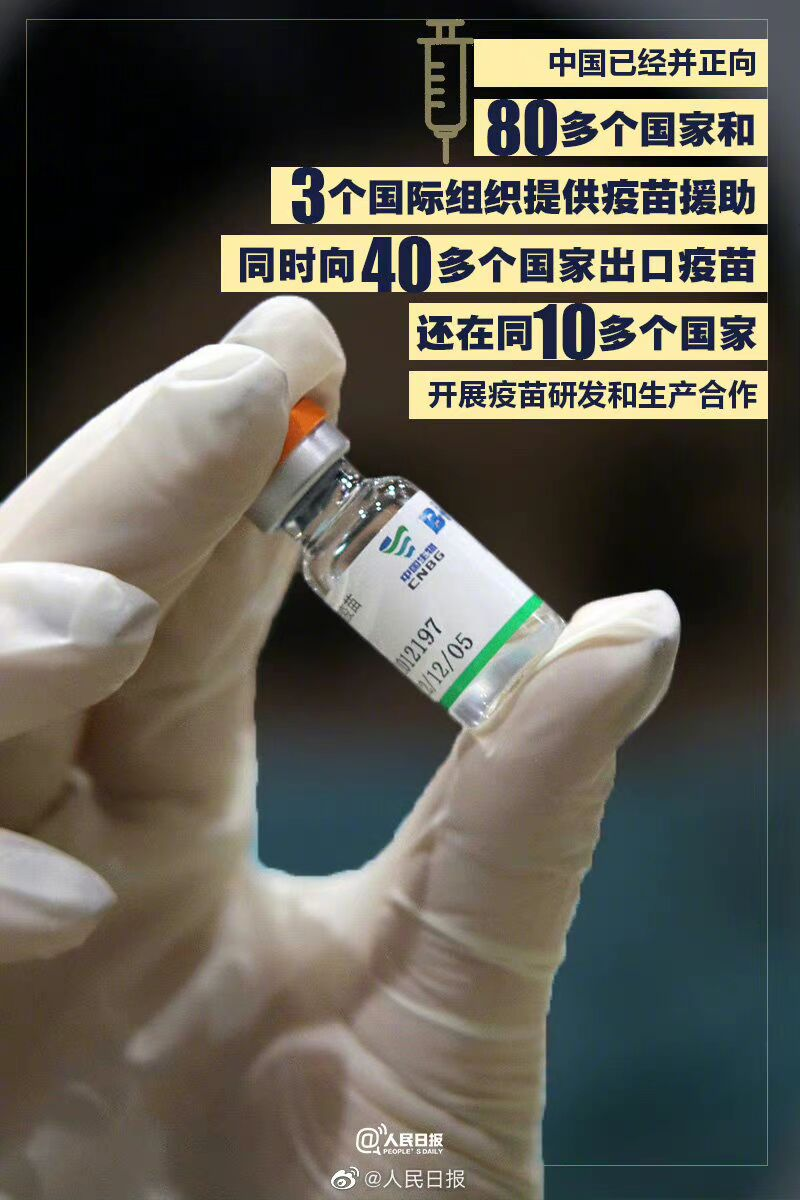 中国已经并正向
80多个国家和
3个国际组织提供疫苗援助
同时向40多个国家出口疫苗
还在同10多个国家
开展疫苗研发和生产合作
中国生物
CNBG
疫苗
012197
/12/05
@人民日报
PEOPLE'S DAILY
@人民日报